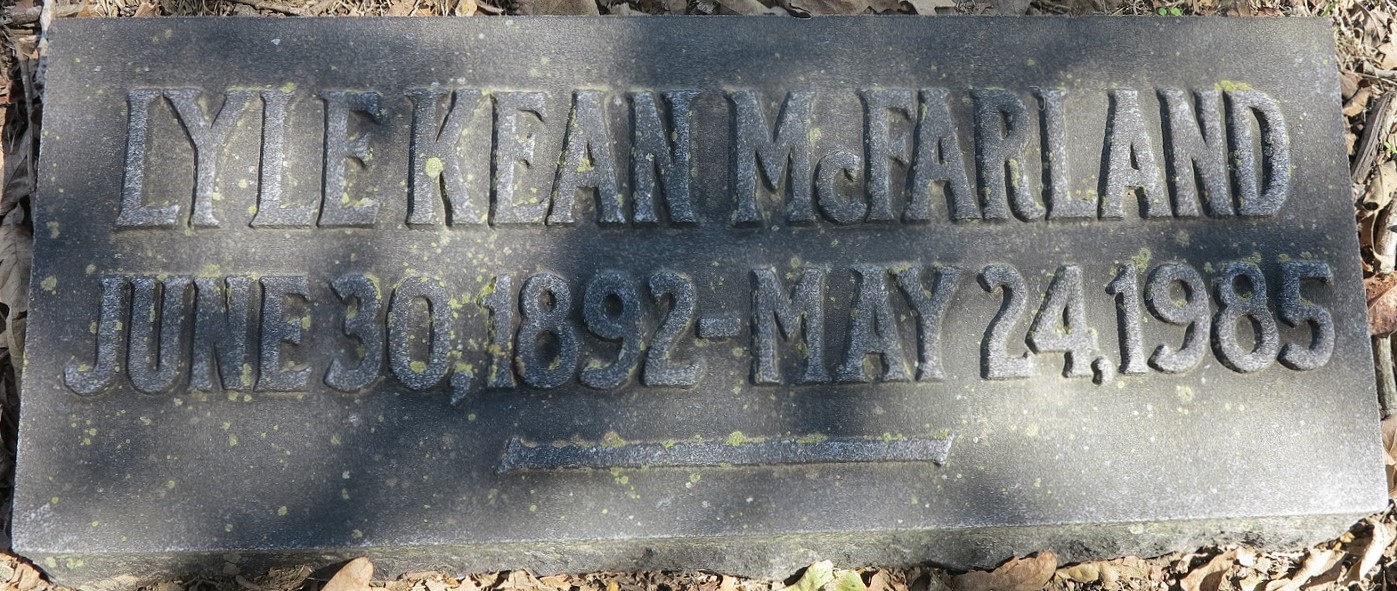 LYLE KEAN McFARLAND
JUNE 30, 1892 - MAY 24, 1985